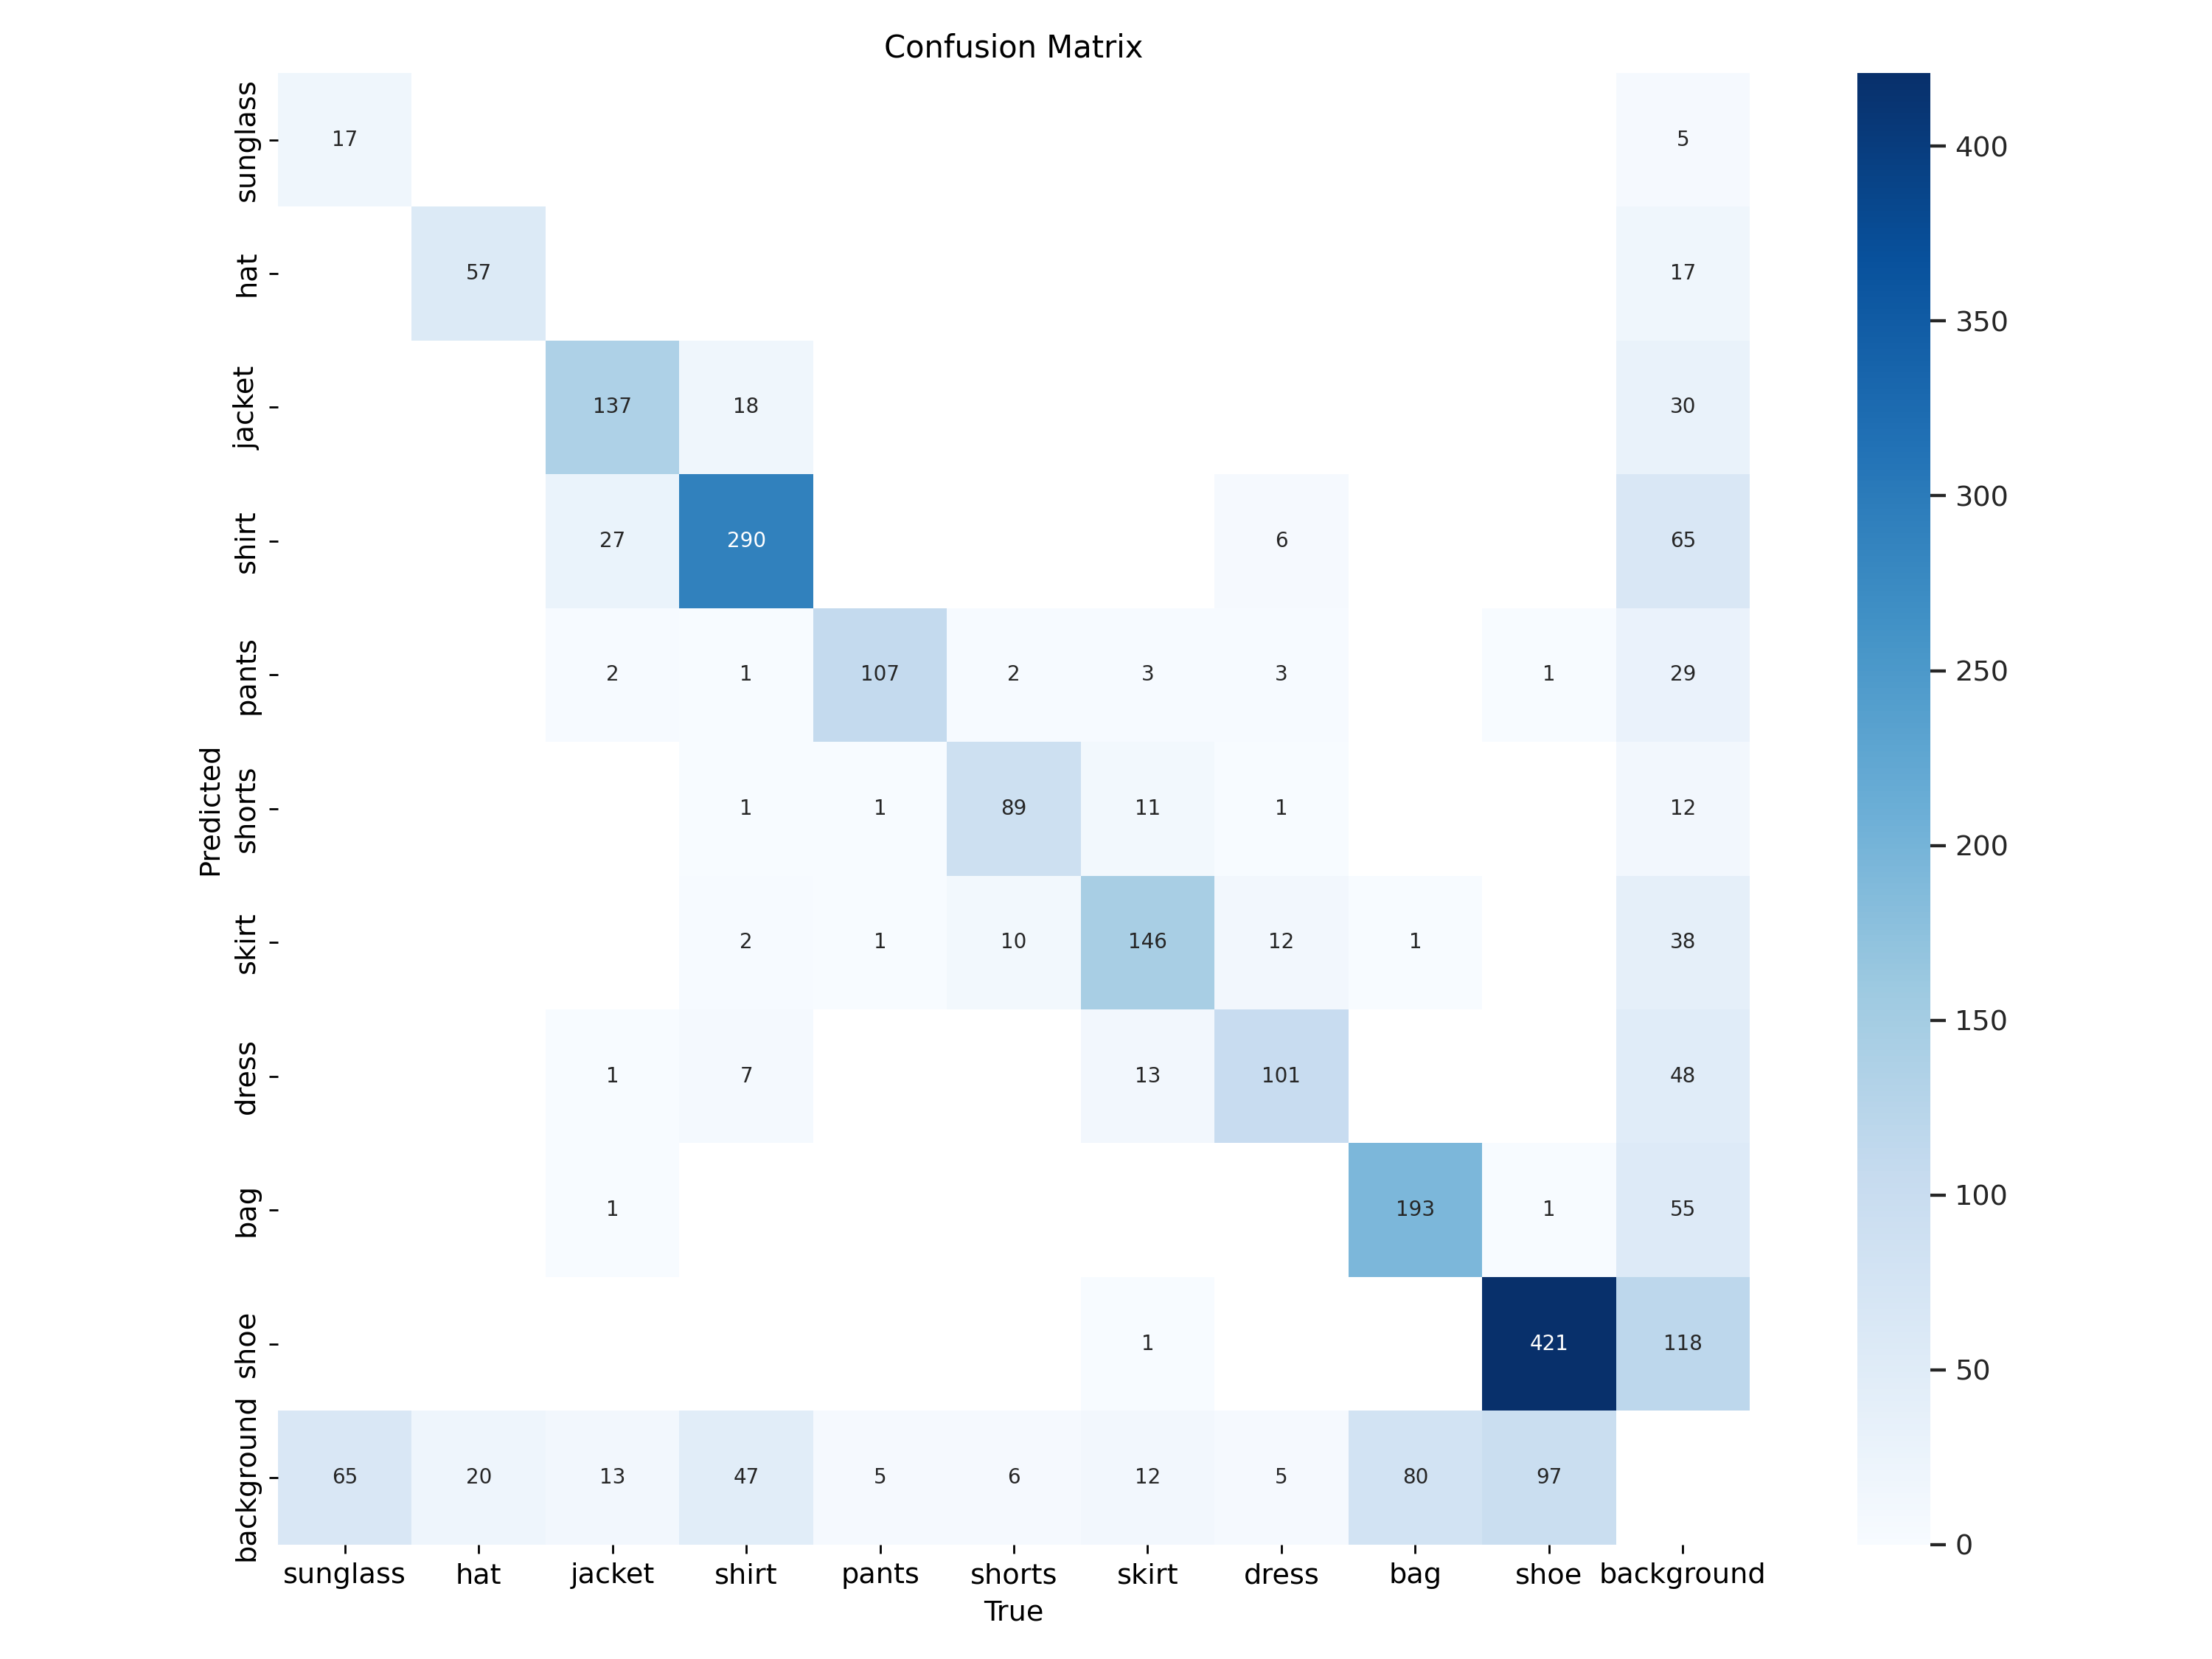 Confusion Matrix
sunglass 17 5
hat 57 17
jacket 137 18 30
shirt 27 290 6 65
pants 2 1 107 2 3 3 1 29
shorts 1 1 89 11 1 12
skirt 2 1 10 146 12 1 38
dress 1 7 13 101 48
bag 1 193 1 55
shoe 1 421 118
background 65 20 13 47 5 6 12 5 80 97
Predicted
sunglass hat jacket shirt pants shorts skirt dress bag shoe background
True
400
350
300
250
200
150
100
50
0